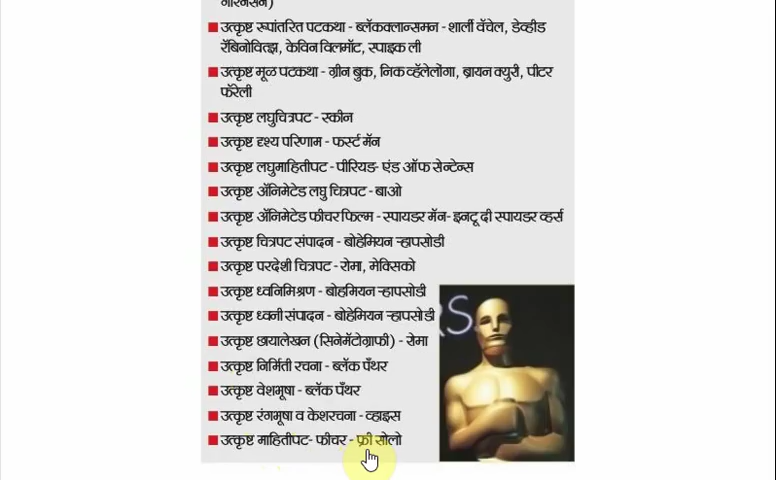 गॉरनसन)
■ उत्कृष्ट रूपांतरित पटकथा - ब्लॅकक्लान्समन - शार्ली वॅचेल, डेव्हीड
रॅबिनोवित्झ, केविन विलमॉट, स्पाइक ली
■ उत्कृष्ट मूळ पटकथा - ग्रीन बुक, निक व्हॅलेलोंगा, ब्रायन क्युरी, पीटर
फॅरेली
■ उत्कृष्ट लघुचित्रपट - स्कीन
■ उत्कृष्ट दृश्य परिणाम - फर्स्ट मॅन
■ उत्कृष्ट लघुमाहितीपट - पीरियड- एंड ऑफ सेन्टेन्स
■ उत्कृष्ट ॲनिमेटेड लघु चित्रपट - बाओ
■ उत्कृष्ट ॲनिमेटेड फीचर फिल्म - स्पायडर मॅन- इनटू दी स्पायडर व्हर्स
■ उत्कृष्ट चित्रपट संपादन - बोहेमियन ऱ्हापसोडी
■ उत्कृष्ट परदेशी चित्रपट - रोमा, मेक्सिको
■ उत्कृष्ट ध्वनिमिश्रण - बोहमियन ऱ्हापसोडी
■ उत्कृष्ट ध्वनी संपादन - बोहेमियन ऱ्हापसोडी
■ उत्कृष्ट छायालेखन (सिनेमॅटोग्राफी) - रोमा
■ उत्कृष्ट निर्मिती रचना - ब्लॅक पँथर
■ उत्कृष्ट वेशभूषा - ब्लॅक पँथर
■ उत्कृष्ट रंगभूषा व केशरचना - व्हाइस
■ उत्कृष्ट माहितीपट- फीचर - फ्री सोलो
RS